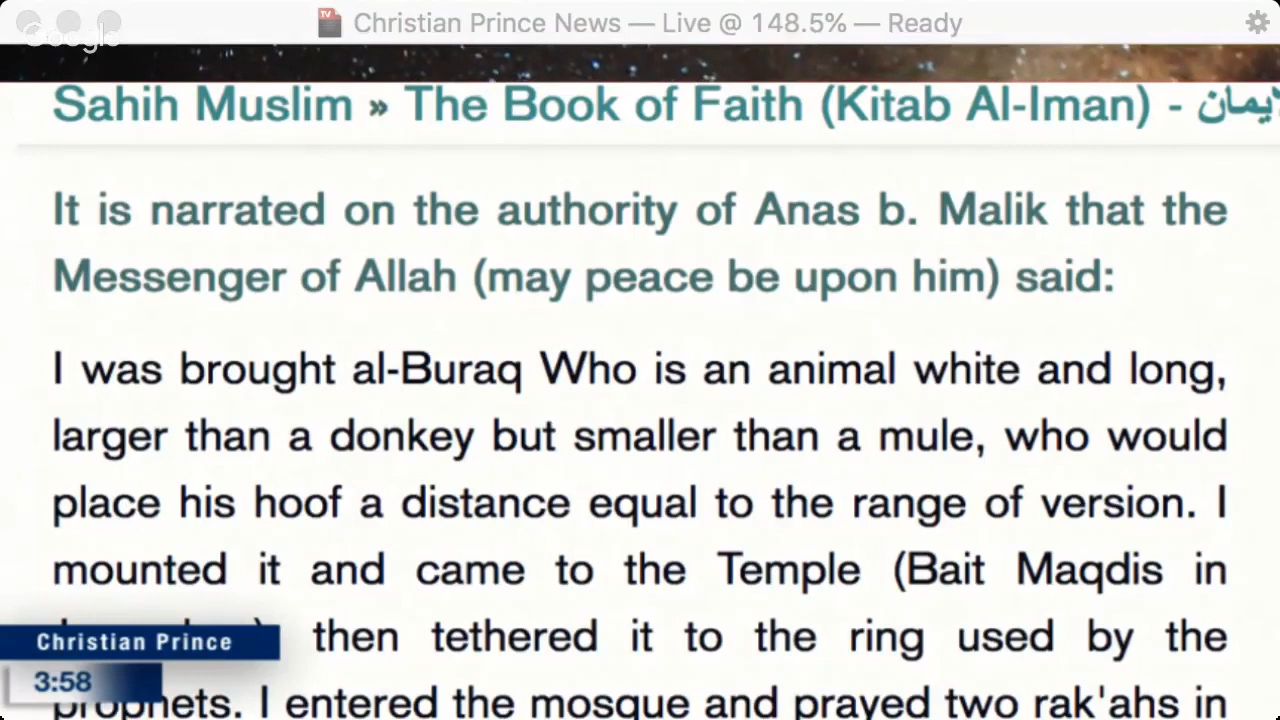 Google
Christian Prince News — Live @ 148.5% — Ready
Sahih Muslim » The Book of Faith (Kitab Al-Iman) -
It is narrated on the authority of Anas b. Malik that the
Messenger of Allah (may peace be upon him) said:
I was brought al-Buraq Who is an animal white and long,
larger than a donkey but smaller than a mule, who would
place his hoof a distance equal to the range of version. I
mounted it and came to the Temple (Bait Maqdis in
then tethered it to the ring used by the
Christian Prince
3:58
prophets. I entered the mosque and prayed two rak'ahs in